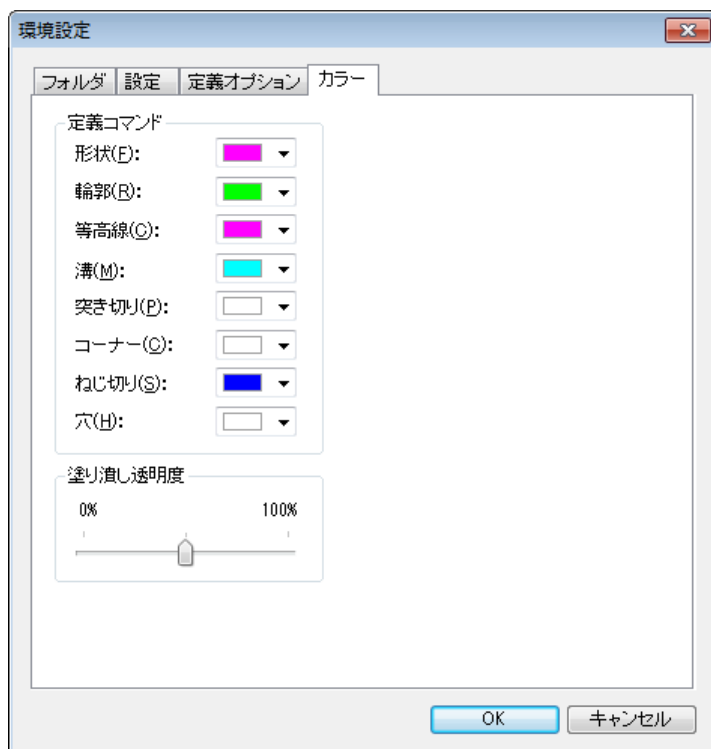 環境設定
フォルダ 設定 定義オプション カラー
定義コマンド
形状(F):
輪郭(R):
等高線(C):
溝(M):
突き切り(P):
コーナー(C):
ねじ切り(S):
穴(H):
塗り潰し透明度
0% 100%
OK キャンセル